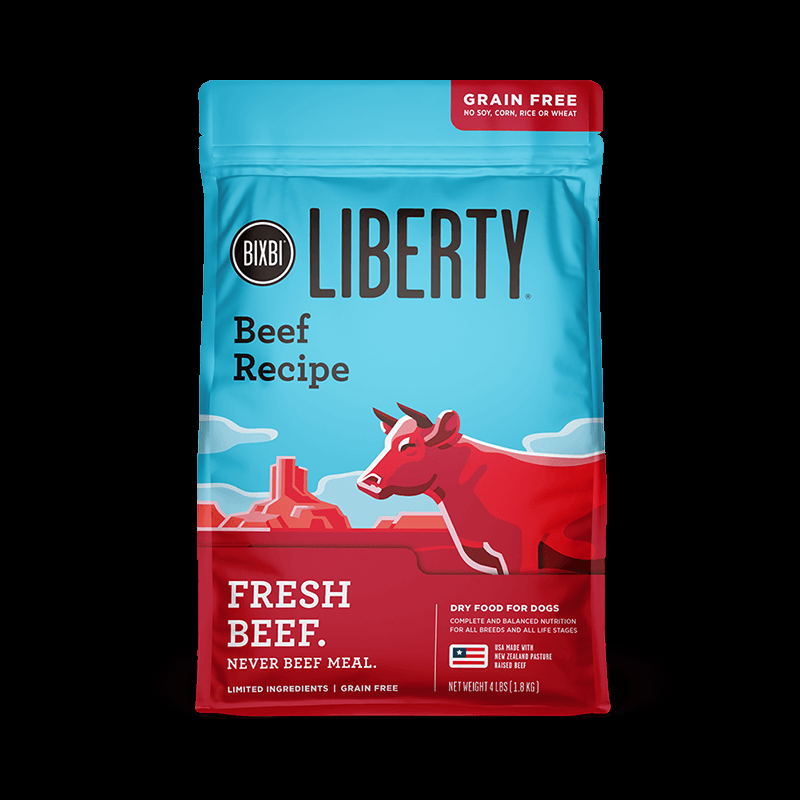 GRAIN FREE
NO SOY, CORN, RICE OR WHEAT
BIXBI™
LIBERTY®
Beef
Recipe
FRESH
BEEF.
NEVER BEEF MEAL.
LIMITED INGREDIENTS | GRAIN FREE
DRY FOOD FOR DOGS
COMPLETE AND BALANCED NUTRITION
FOR ALL BREEDS AND ALL LIFE STAGES
USA MADE WITH
NEW ZEALAND PASTURE
RAISED BEEF
NET WEIGHT 4 LBS (1.8 KG)